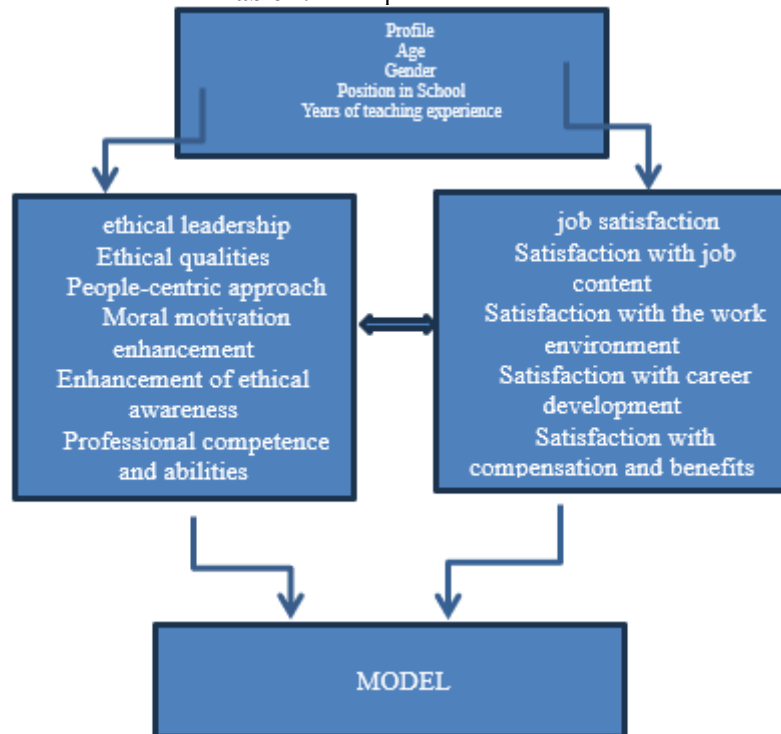 Profile
Age
Gender
Position in School
Years of teaching experience
ethical leadership
Ethical qualities
People-centric approach
Moral motivation
enhancement
Enhancement of ethical
awareness
Professional competence
and abilities
job satisfaction
Satisfaction with job
content
Satisfaction with the work
environment
Satisfaction with career
development
Satisfaction with
compensation and benefits
MODEL